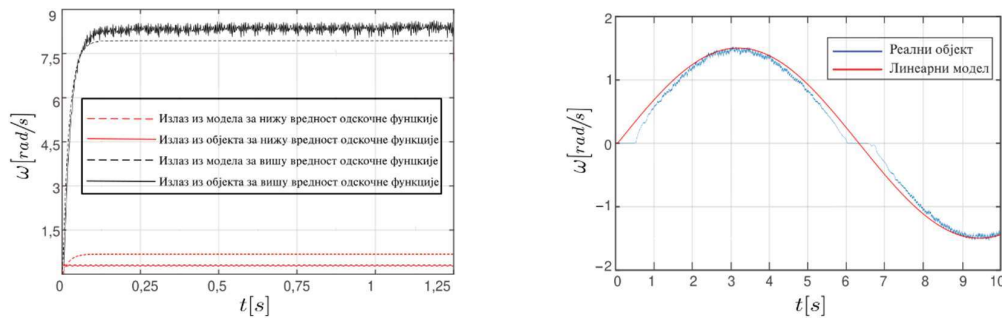 9
7,5
6
4,5
3
1,5
0
0,25
0,5
0,75
1
1,25
ω[rad/s]
t[s]
Излаз из модела за нижу вредност одскочне фунцкије
Излаз из објекта за нижу вредност одскочне функције
Излаз из модела за вишу вредност одскочне фунцкије
Излаз из објекта за вишу вредност одскочне функције
2
1
0
−1
−2
0 1 2 3 4 5 6 7 8 9 10
ω[rad/s]
t[s]
Реални објект
Линеарни модел